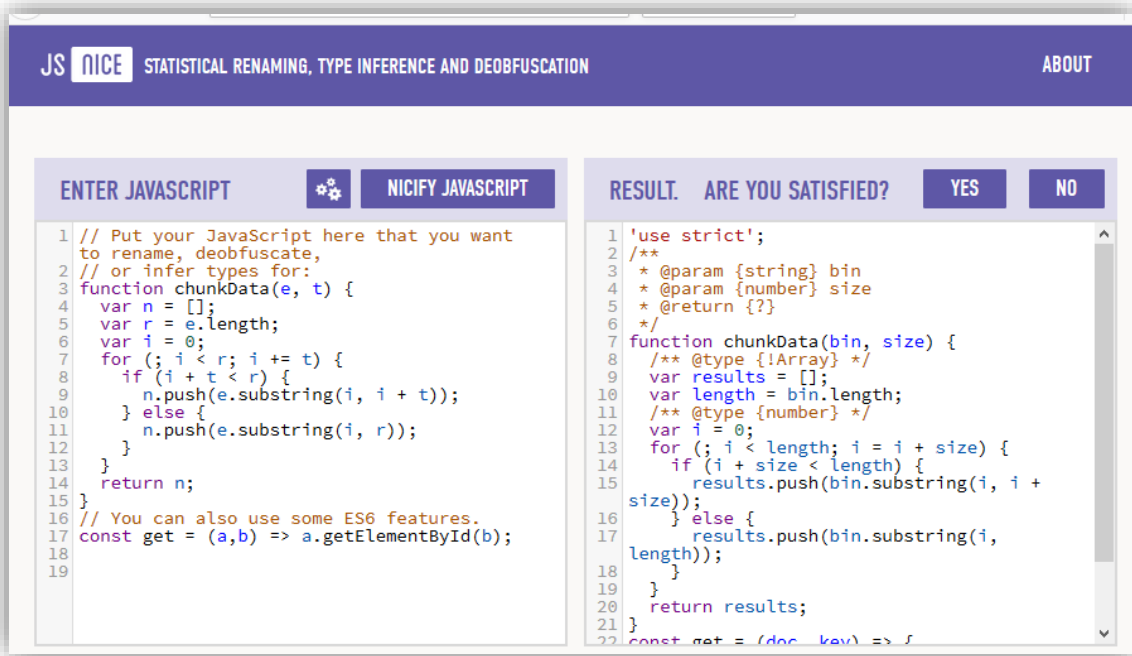 JS NICE STATISTICAL RENAMING, TYPE INFERENCE AND DEOBFUSCATION
ABOUT
ENTER JAVASCRIPT
NICIFY JAVASCRIPT
1 // Put your JavaScript here that you want
to rename, deobfuscate,
2 // or infer types for:
3 function chunkData(e, t) {
4   var n = [];
5   var r = e.length;
6   var i = 0;
7   for (; i < r; i += t) {
8     if (i + t < r) {
9       n.push(e.substring(i, i + t));
10     } else {
11       n.push(e.substring(i, r));
12     }
13   }
14   return n;
15 }
16 // You can also use some ES6 features.
17 const get = (a,b) => a.getElementById(b);
18
19
RESULT. ARE YOU SATISFIED?
YES
NO
1 'use strict';
2 /**
3  * @param {string} bin
4  * @param {number} size
5  * @return {?}
6  */
7 function chunkData(bin, size) {
8   /** @type {!Array} */
9   var results = [];
10   var length = bin.length;
11   /** @type {number} */
12   var i = 0;
13   for (; i < length; i = i + size) {
14     if (i + size < length) {
15       results.push(bin.substring(i, i +
size));
16     } else {
17       results.push(bin.substring(i,
length));
18     }
19   }
20   return results;
21 }
22 const get = (doc, key) => {